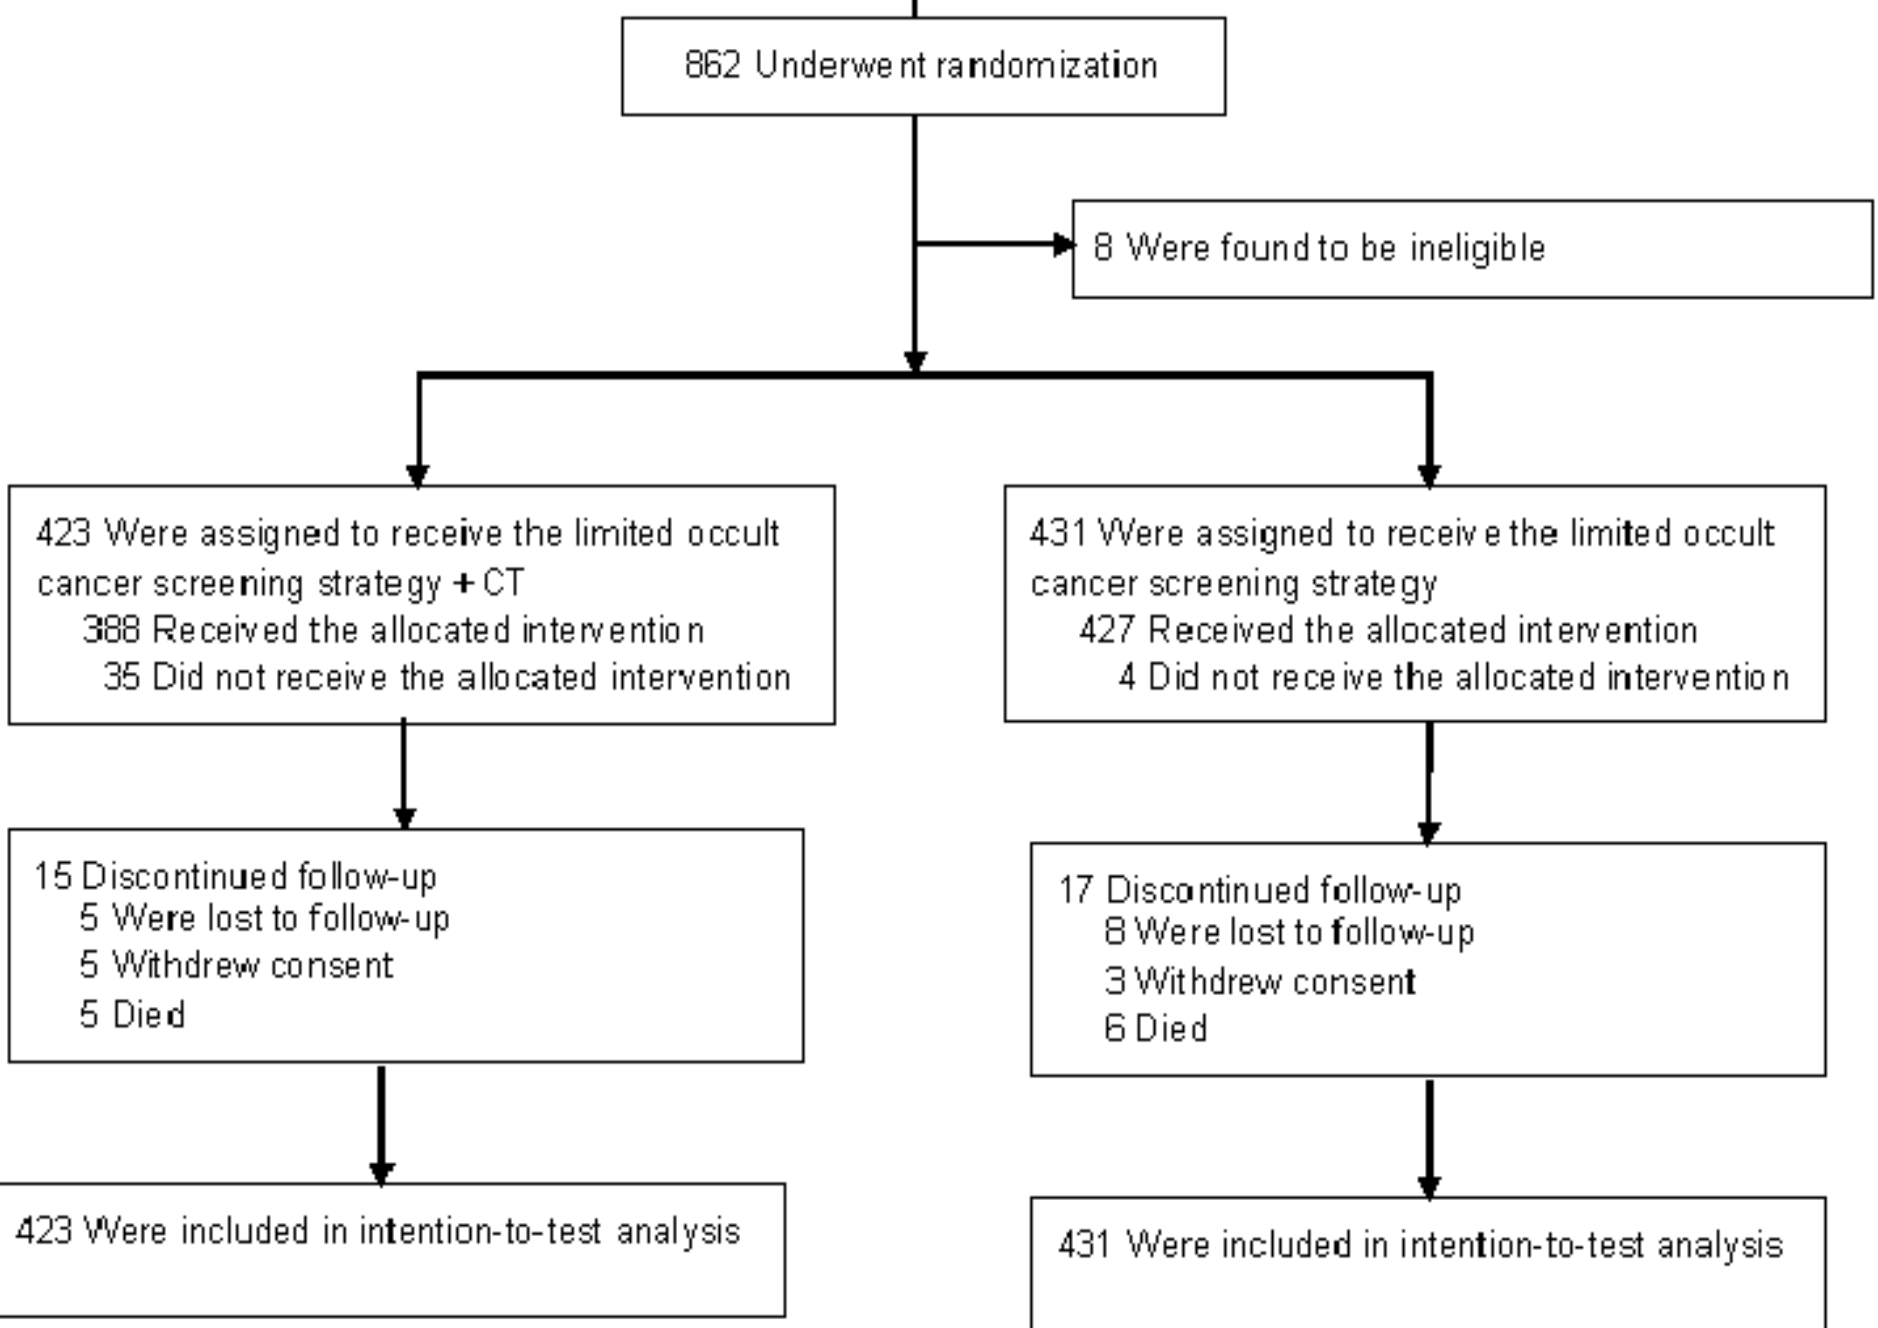 862 Underwent randomization
8 Were found to be ineligible
423 Were assigned to receive the limited occult
cancer screening strategy + CT
388 Received the allocated intervention
35 Did not receive the allocated intervention
431 Were assigned to receive the limited occult
cancer screening strategy
427 Received the allocated intervention
4 Did not receive the allocated intervention
15 Discontinued follow-up
5 Were lost to follow-up
5 Withdrew consent
5 Died
17 Discontinued follow-up
8 Were lost to follow-up
3 Withdrew consent
6 Died
423 Were included in intention-to-test analysis
431 Were included in intention-to-test analysis